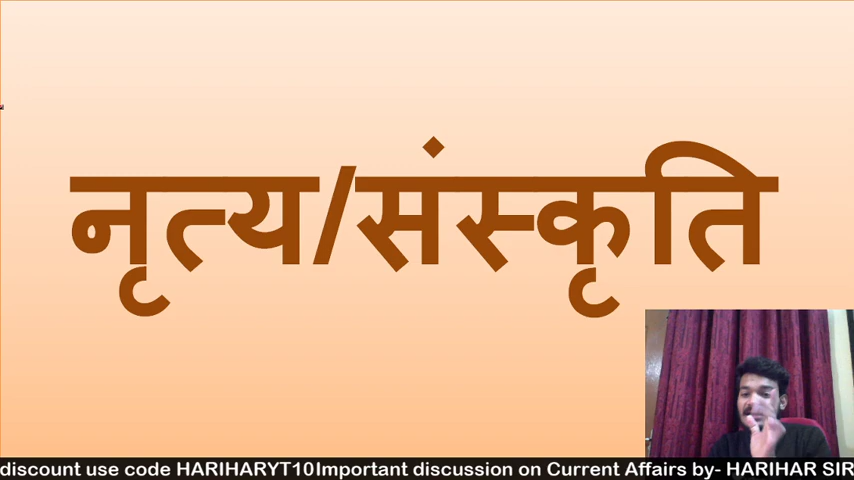 नृत्य/संस्कृति
discount use code HARIHARYT10Important discussion on Current Affairs by- HARIHAR SIR